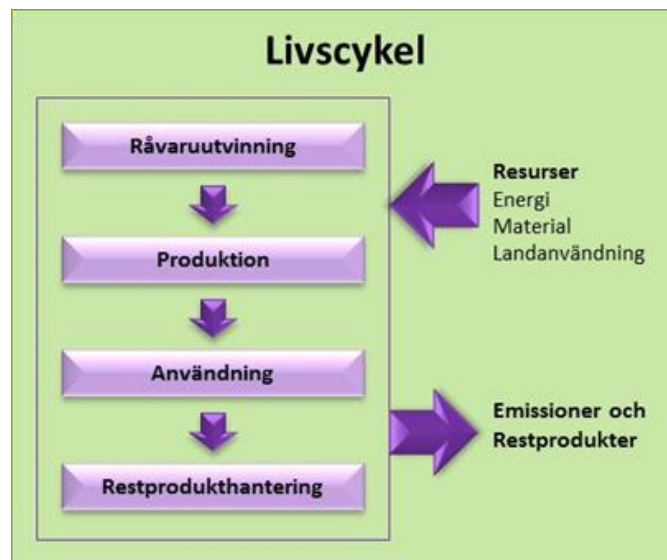 Livscykel
Råvaruutvinning
Produktion
Användning
Restprodukthantering
Resurser
Energi
Material
Landanvändning
Emissioner och
Restprodukter